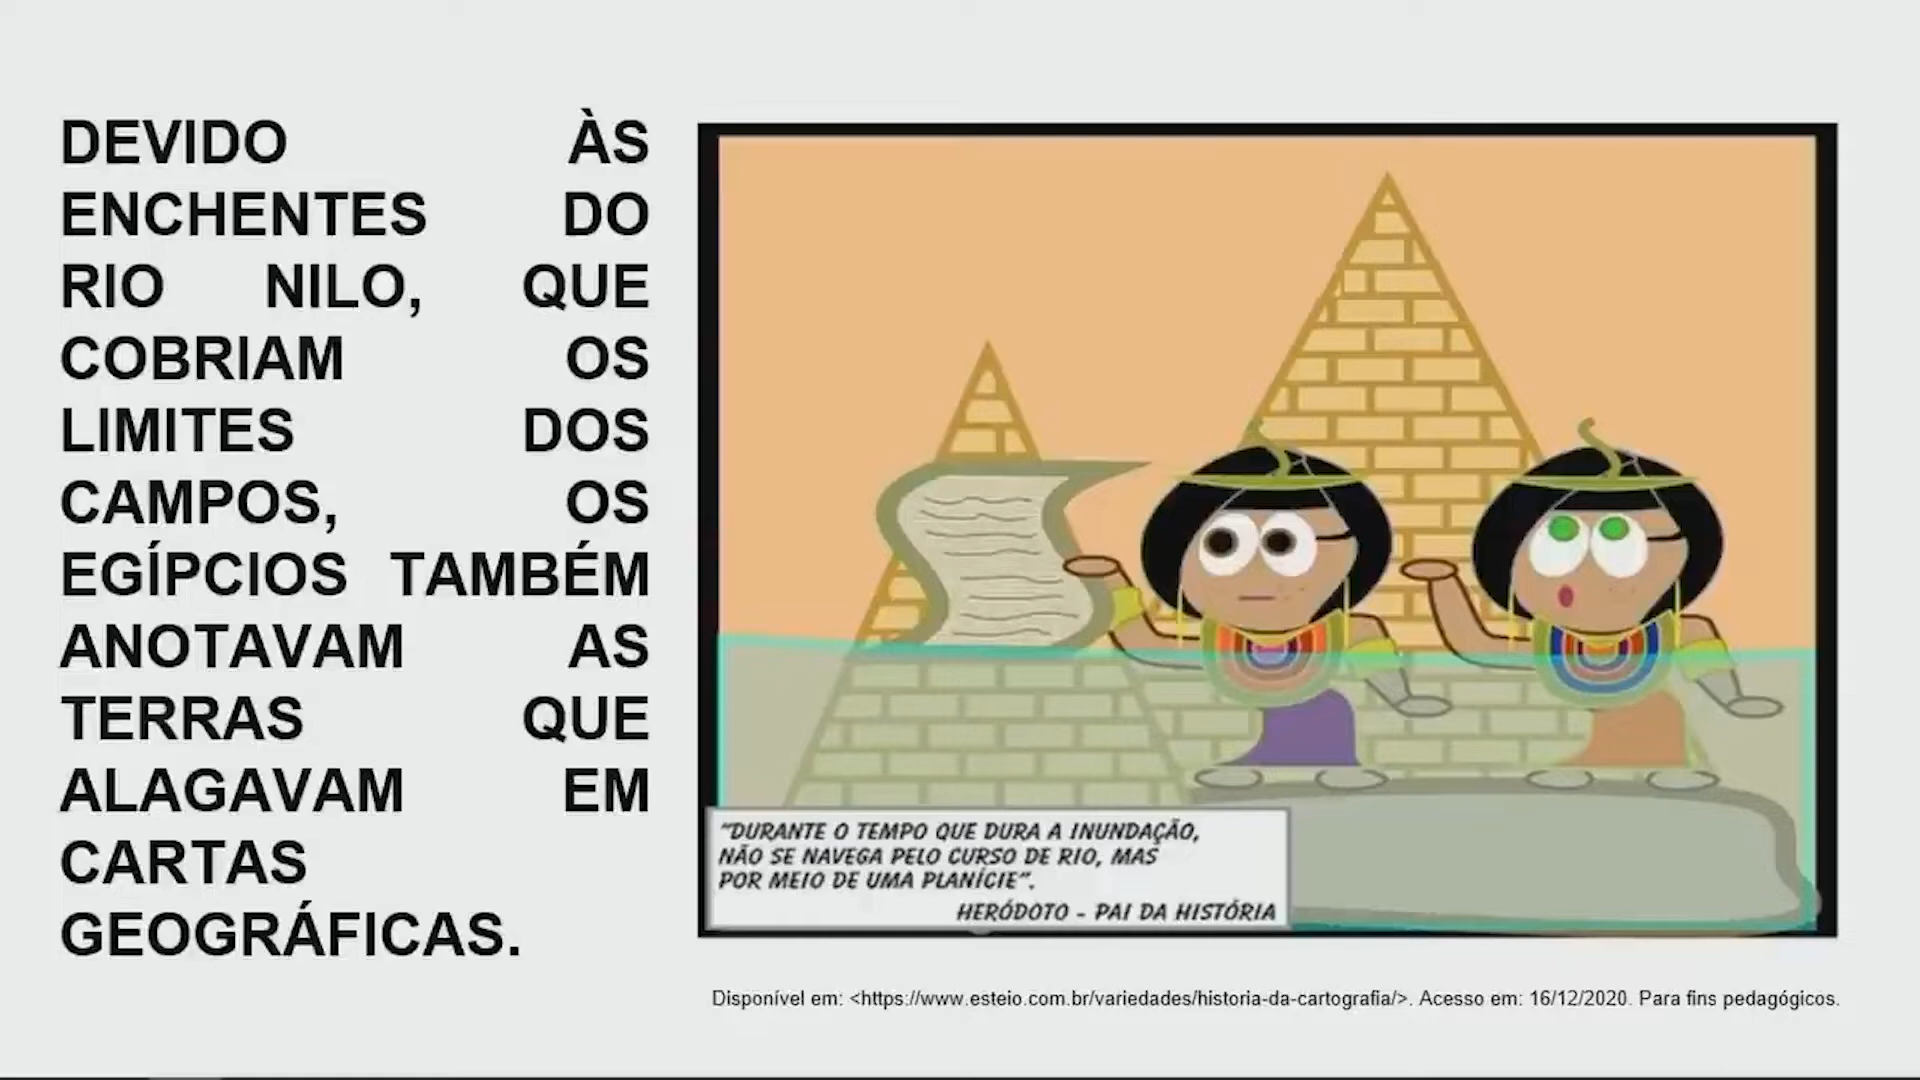 DEVIDO ÀS
ENCHENTES DO
RIO NILO, QUE
COBRIAM OS
LIMITES DOS
CAMPOS, OS
EGÍPCIOS TAMBÉM
ANOTAVAM AS
TERRAS QUE
ALAGAVAM EM
CARTAS
GEOGRÁFICAS.
"DURANTE O TEMPO QUE DURA A INUNDAÇÃO,
NÃO SE NAVEGA PELO CURSO DE RIO, MAS
POR MEIO DE UMA PLANÍCIE".
HERÓDOTO - PAI DA HISTÓRIA
Disponível em: <https://www.esteio.com.br/variedades/historia-da-cartografia/>. Acesso em: 16/12/2020. Para fins pedagógicos.